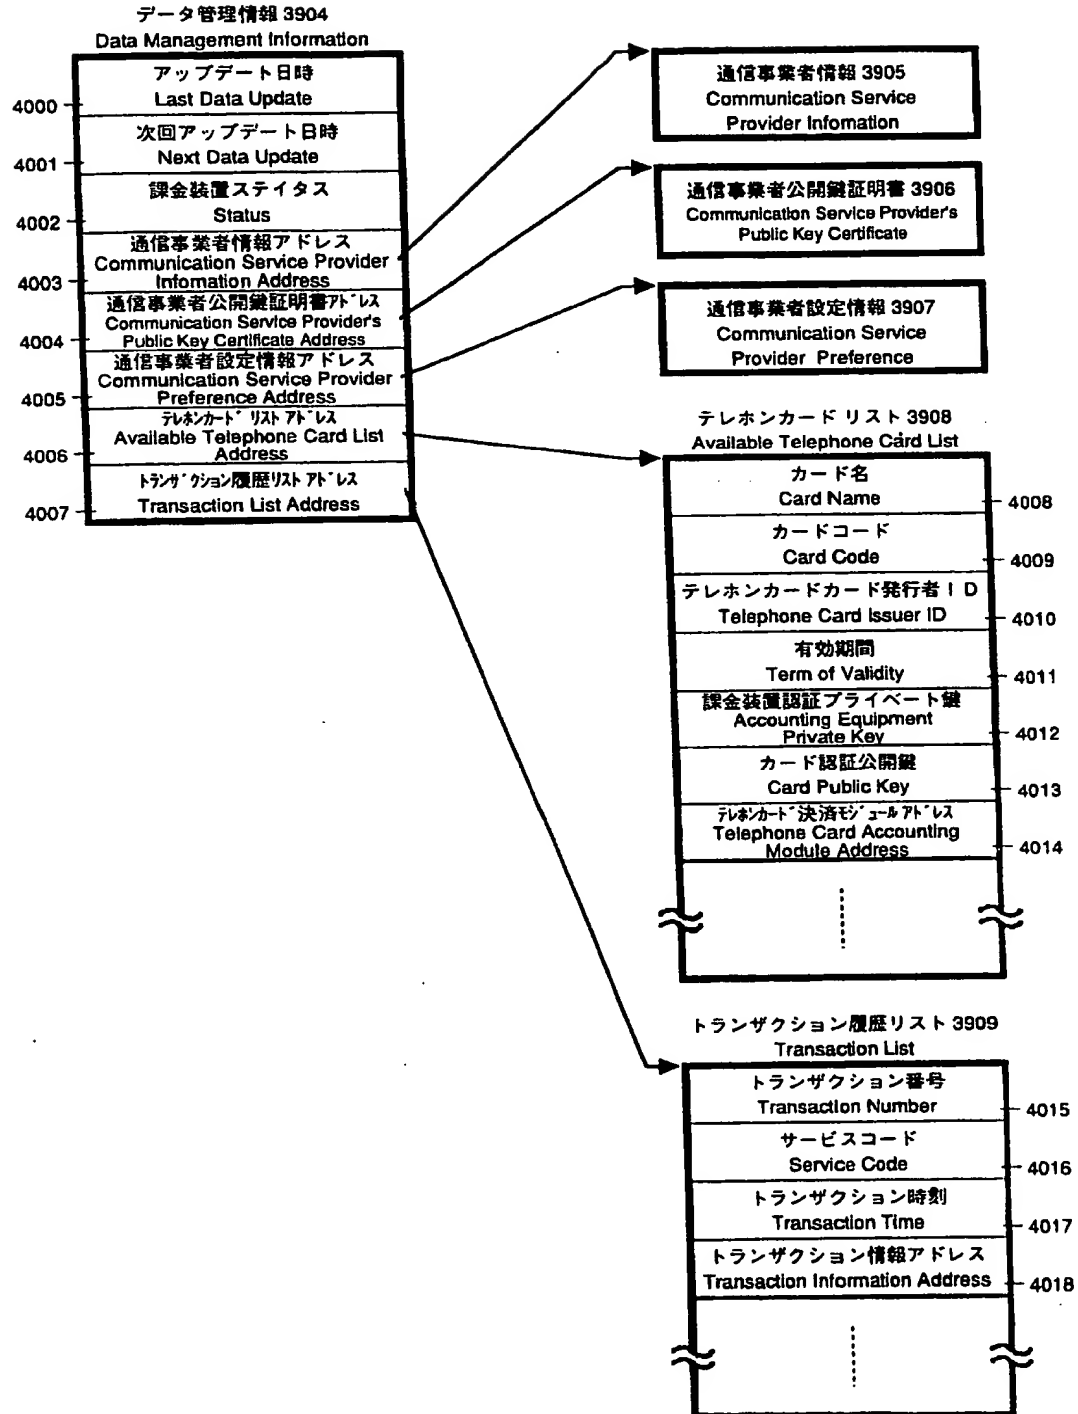 データ管理情報 3904
Data Management Information
アップデート日時
Last Data Update
4000
次回アップデート日時
Next Data Update
4001
課金装置ステイタス
Status
4002
通信事業者情報アドレス
Communication Service Provider
Infomation Address
4003
通信事業者公開鍵証明書アドレス
Communication Service Provider's
Public Key Certificate Address
4004
通信事業者設定情報アドレス
Communication Service Provider
Preference Address
4005
テレホンカード リスト アドレス
Available Telephone Card List
Address
4006
トランザクション履歴リスト アドレス
Transaction List Address
4007
通信事業者情報 3905
Communication Service
Provider Infomation
通信事業者公開鍵証明書 3906
Communication Service Provider's
Public Key Certificate
通信事業者設定情報 3907
Communication Service
Provider Preference
テレホンカード リスト 3908
Available Telephone Card List
カード名
Card Name
4008
カードコード
Card Code
4009
テレホンカードカード発行者ID
Telephone Card Issuer ID
4010
有効期間
Term of Validity
4011
課金装置認証プライベート鍵
Accounting Equipment
Private Key
4012
カード認証公開鍵
Card Public Key
4013
テレホンカード決済モジュールアドレス
Telephone Card Accounting
Module Address
4014
トランザクション履歴リスト 3909
Transaction List
トランザクション番号
Transaction Number
4015
サービスコード
Service Code
4016
トランザクション時刻
Transaction Time
4017
トランザクション情報アドレス
Transaction Information Address
4018